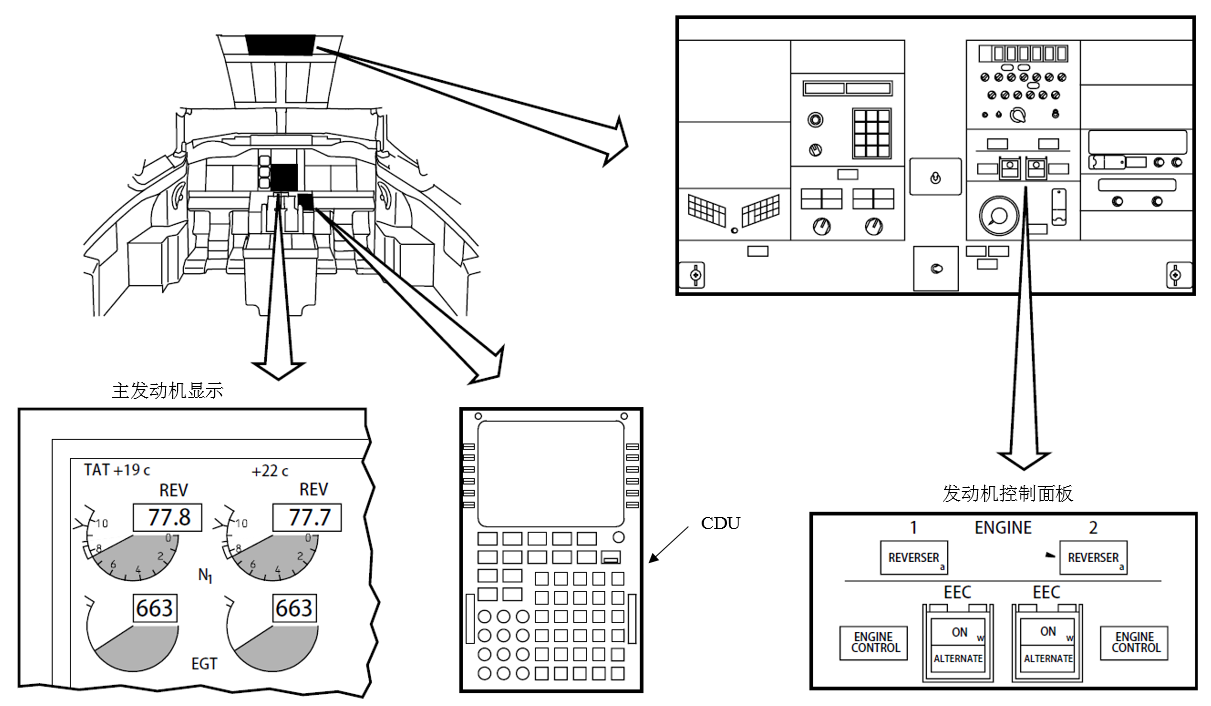 主发动机显示
TAT +19 c
+22 c
REV
REV
77.8
77.7
10
8
6
4
2
0
10
8
6
4
2
0
N1
663
663
EGT
CDU
发动机控制面板
1 ENGINE 2
REVERSER a
REVERSER a
EEC
EEC
ENGINE CONTROL
ON w
ALTERNATE
ON w
ALTERNATE
ENGINE CONTROL